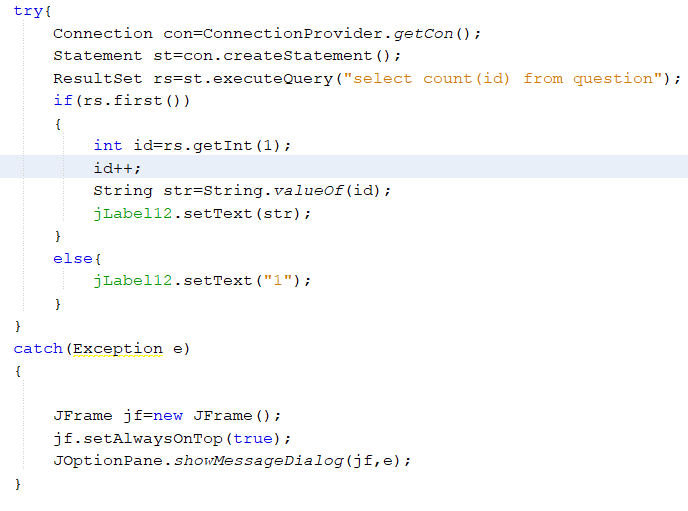 try{
    Connection con=ConnectionProvider.getCon();
    Statement st=con.createStatement();
    ResultSet rs=st.executeQuery("select count(id) from question");
    if(rs.first())
    {
        int id=rs.getInt(1);
        id++;
        String str=String.valueOf(id);
        jLabel12.setText(str);
    }
    else{
        jLabel12.setText("1");
    }
}
catch(Exception e)
{
    JFrame jf=new JFrame();
    jf.setAlwaysOnTop(true);
    JOptionPane.showMessageDialog(jf,e);
}